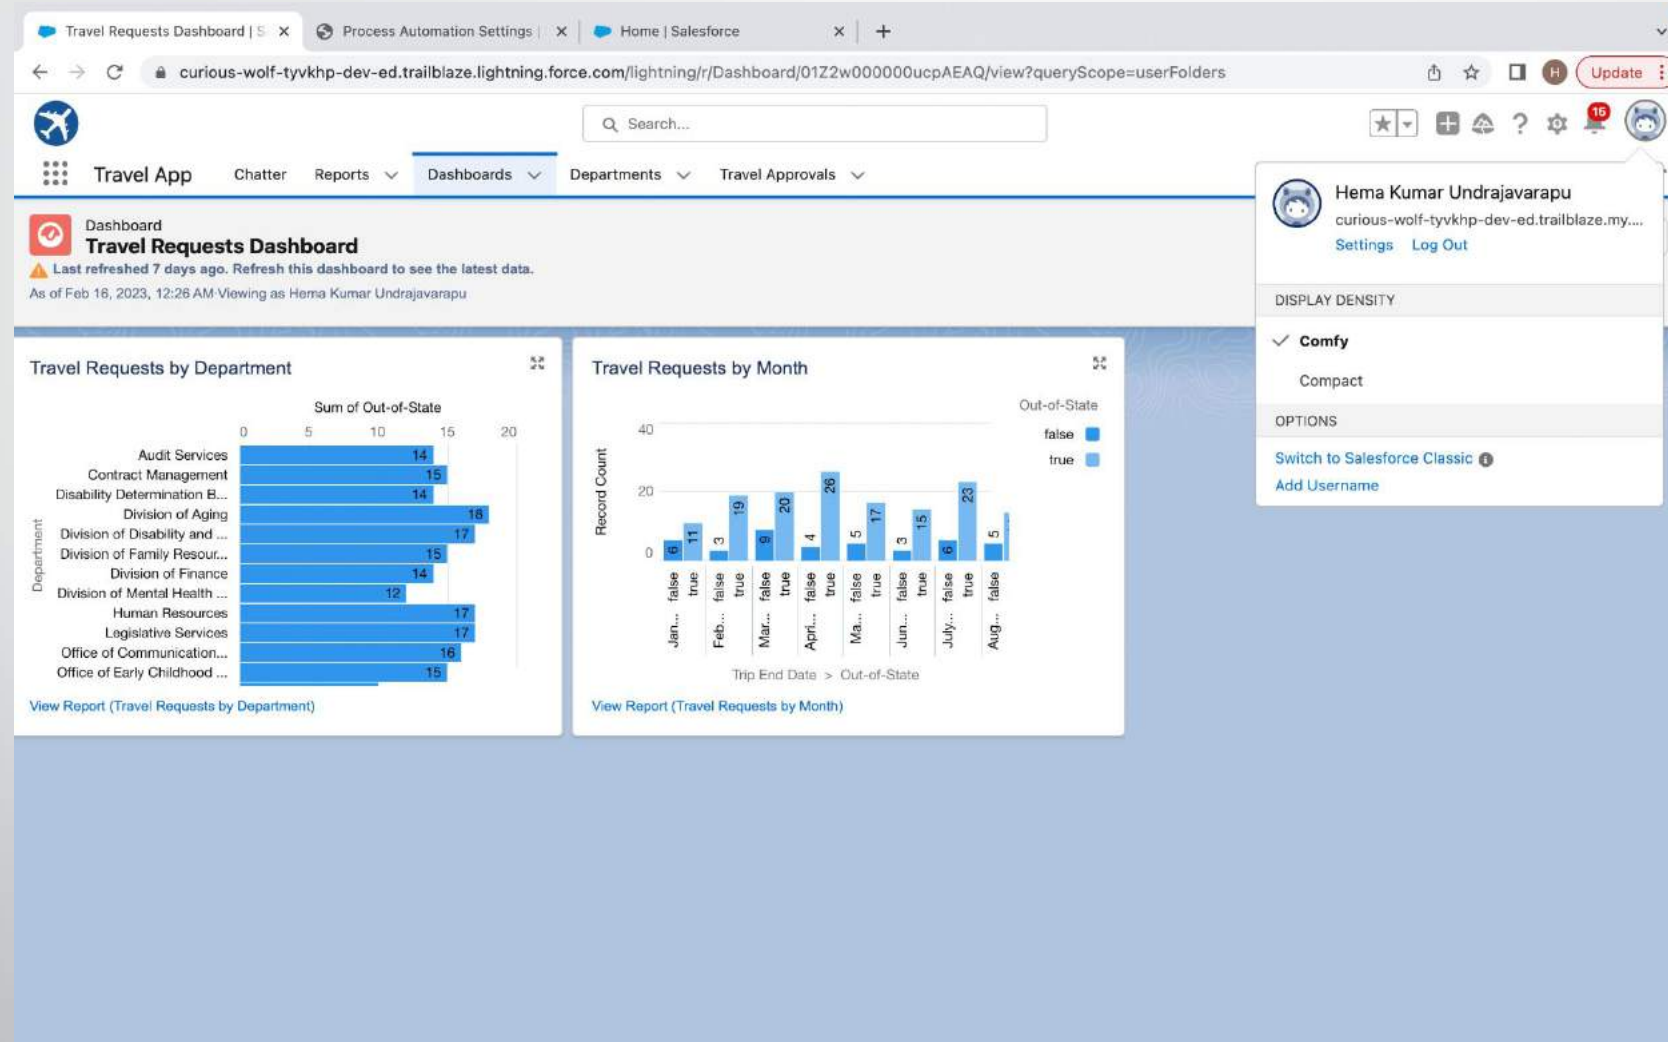 Travel Requests Dashboard | S
Process Automation Settings |
Home | Salesforce
curious-wolf-tyvkhp-dev-ed.trailblaze.lightning.force.com/lightning/r/Dashboard/01Z2w000000ucpAEAQ/view?queryScope=userFolders
H
Update
Search...
16
Travel App
Chatter
Reports
Dashboards
Departments
Travel Approvals
Dashboard
Travel Requests Dashboard
Last refreshed 7 days ago. Refresh this dashboard to see the latest data.
As of Feb 16, 2023, 12:26 AM·Viewing as Hema Kumar Undrajavarapu
Hema Kumar Undrajavarapu
curious-wolf-tyvkhp-dev-ed.trailblaze.my....
Settings Log Out
DISPLAY DENSITY
Comfy
Compact
OPTIONS
Switch to Salesforce Classic
Add Username
Travel Requests by Department
Sum of Out-of-State
0 5 10 15 20
Department
Audit Services 14
Contract Management 15
Disability Determination B... 14
Division of Aging 18
Division of Disability and ... 17
Division of Family Resour... 15
Division of Finance 14
Division of Mental Health ... 12
Human Resources 17
Legislative Services 17
Office of Communication... 16
Office of Early Childhood ... 15
View Report (Travel Requests by Department)
Travel Requests by Month
Out-of-State
false
true
Record Count
40
20
0
6 11 3 19 9 20 4 26 5 17 3 15 6 23 5
false true false true false true false true false true false true false true false
Jan... Feb... Mar... Apri... Ma... Jun... July... Aug...
Trip End Date > Out-of-State
View Report (Travel Requests by Month)